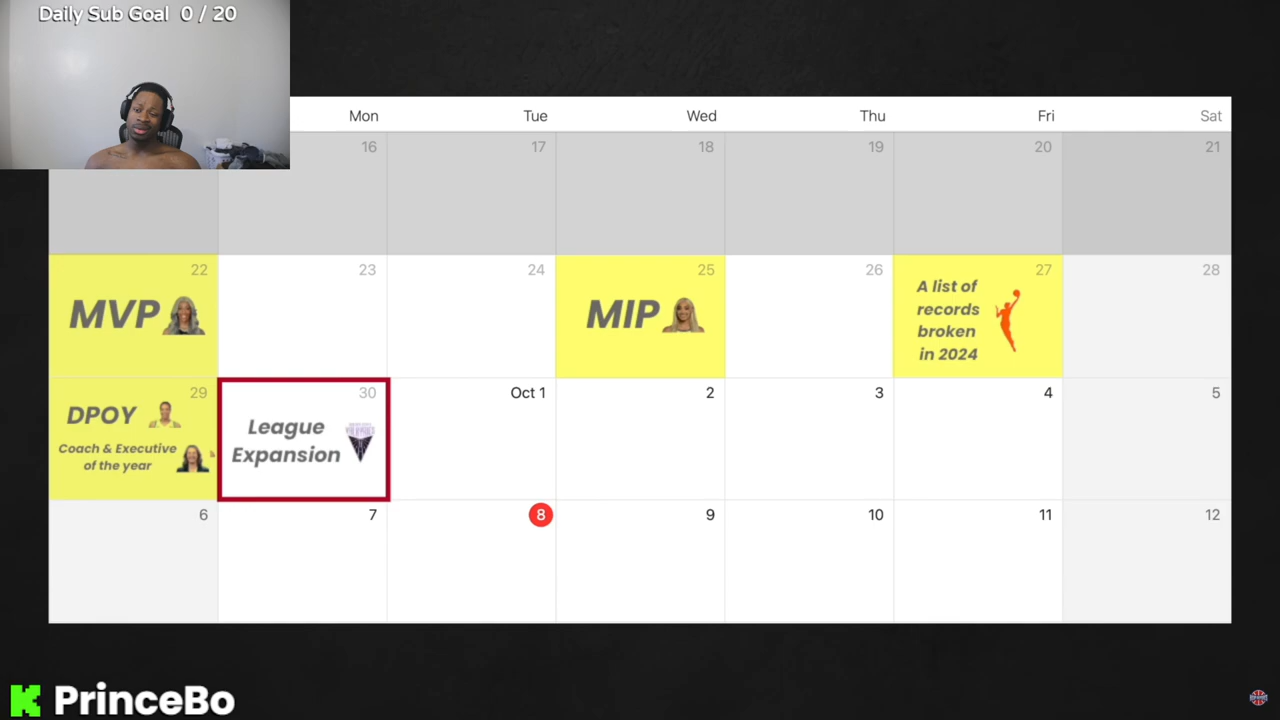 Daily Sub Goal 0 / 20
Mon Tue Wed Thu Fri Sat
16 17 18 19 20 21
22 23 24 25 26 27 28
MVP
MIP
A list of
records
broken
in 2024
29 30 Oct 1 2 3 4 5
DPOY
Coach & Executive
of the year
League
Expansion
6 7 8 9 10 11 12
PrinceBo